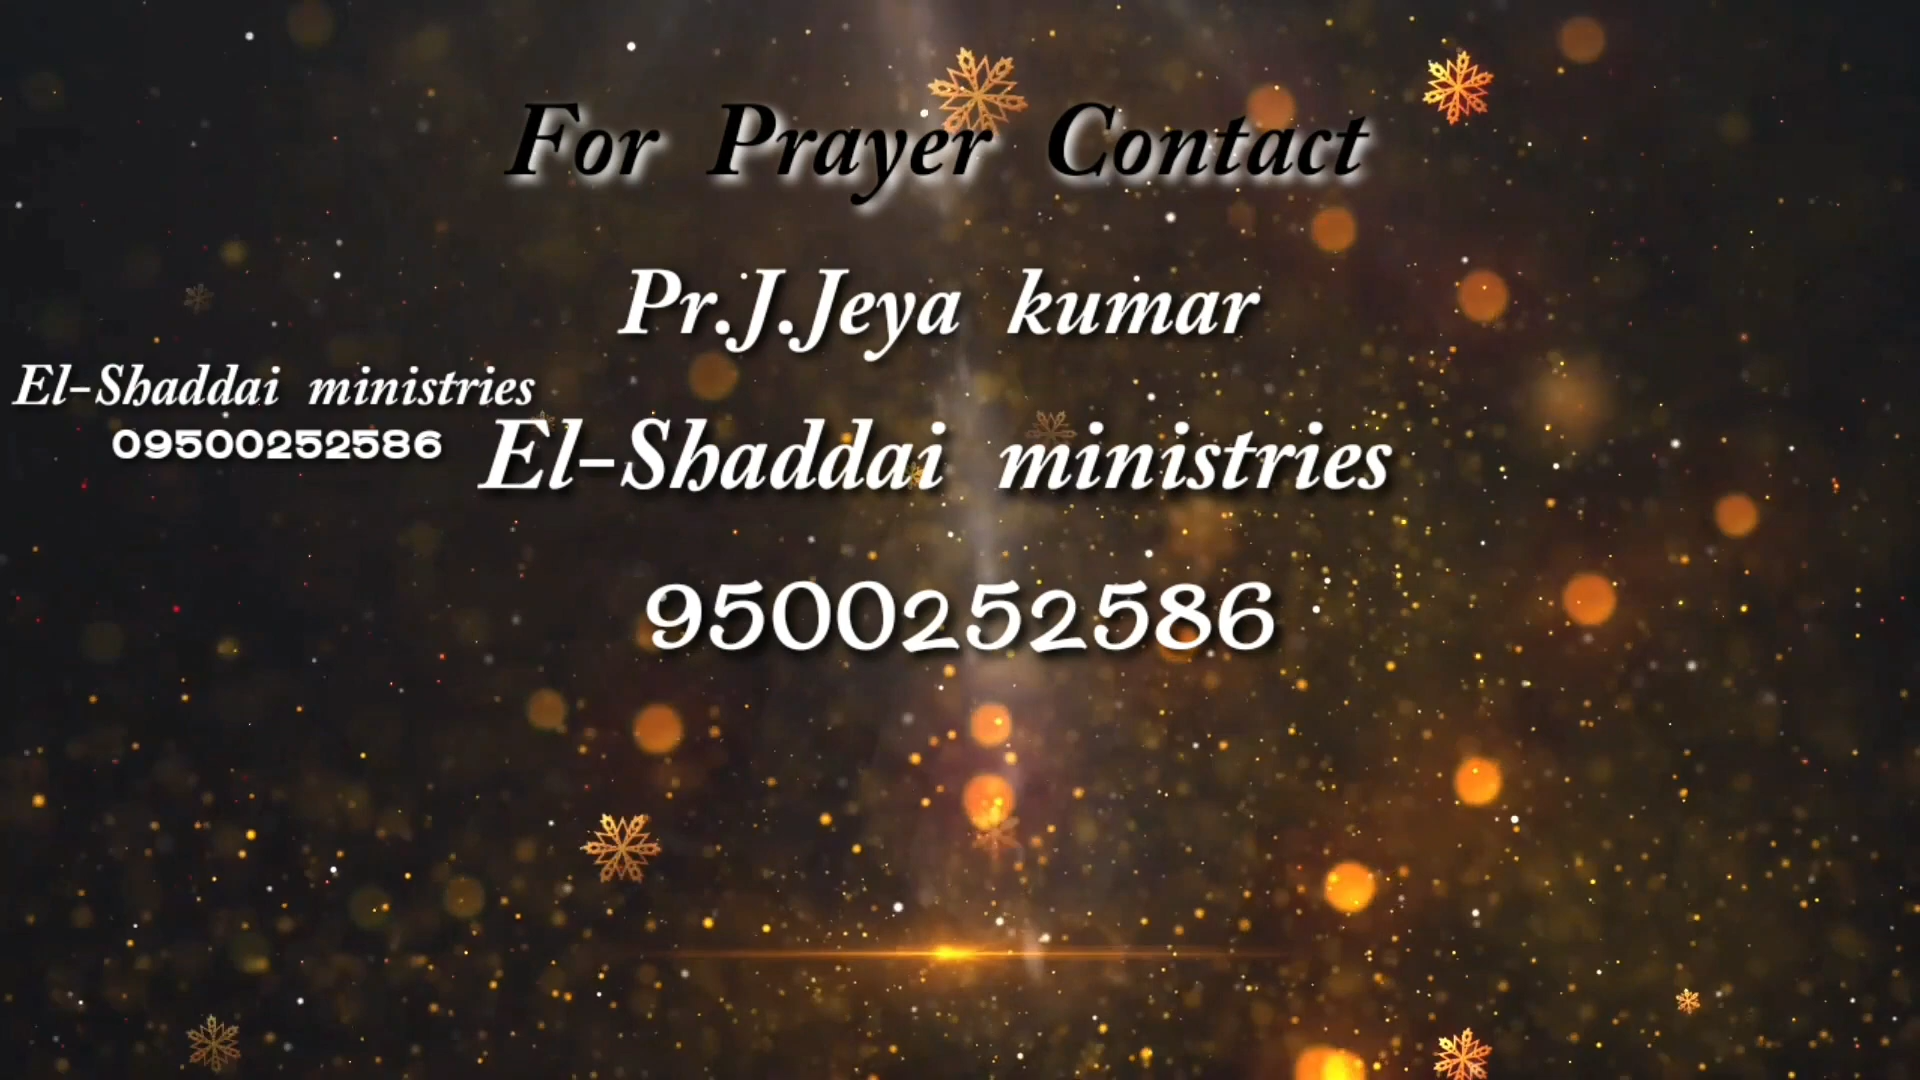 For Prayer Contact
Pr.J.Jeya kumar
El-Shaddai ministries
09500252586
El-Shaddai ministries
9500252586